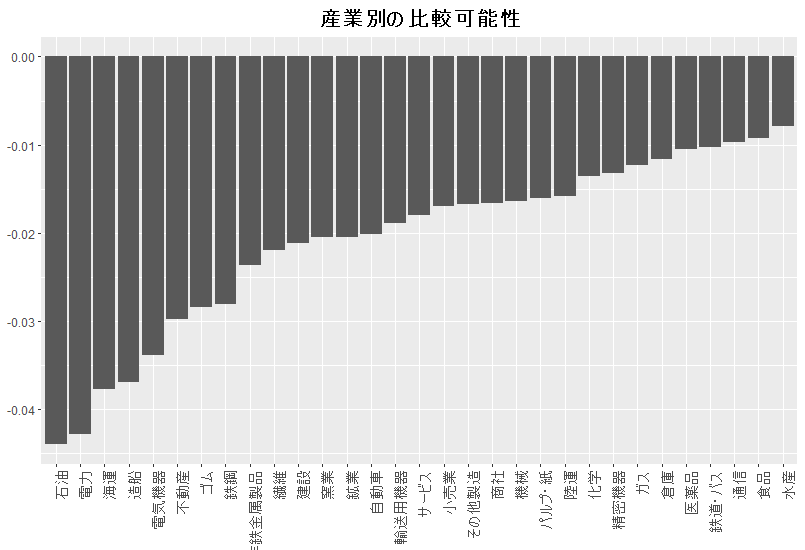 産業別の比較可能性
0.00
-0.01
-0.02
-0.03
-0.04
石油
電力
海運
造船
電気機器
不動産
ゴム
鉄鋼
鉄金属製品
繊維
建設
窯業
鉱業
自動車
輸送用機器
サービス
小売業
その他製造
商社
機械
パルプ・紙
陸運
化学
精密機器
ガス
倉庫
医薬品
鉄道・バス
通信
食品
水産